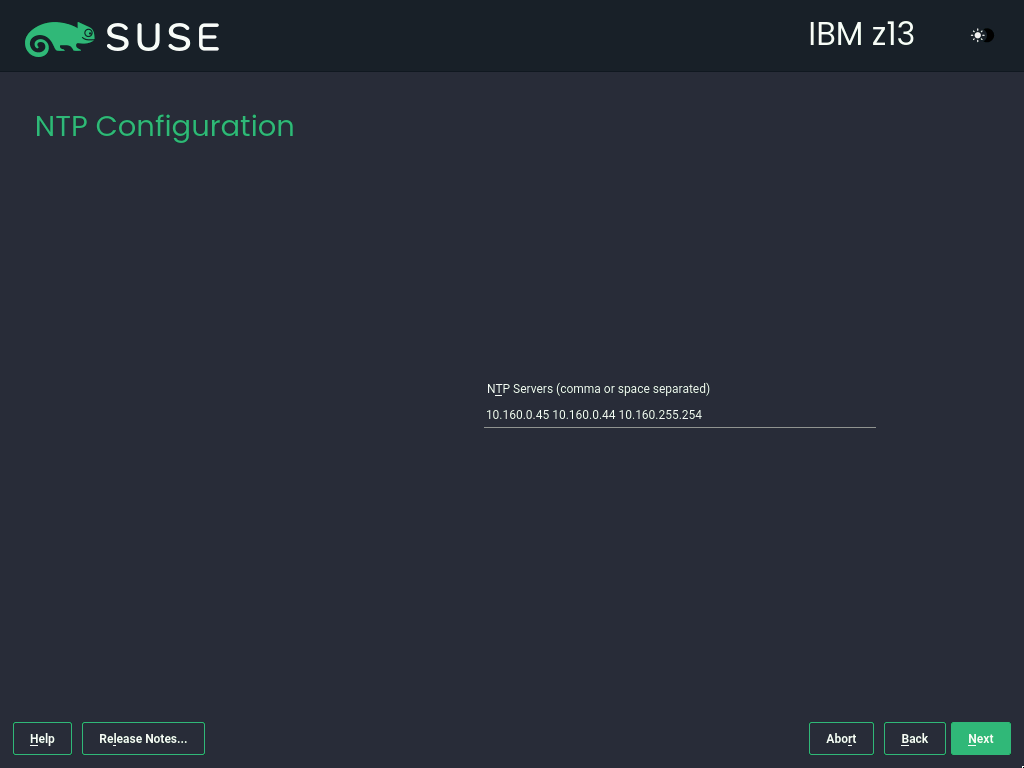 SUSE
IBM z13
NTP Configuration
NTP Servers (comma or space separated)
10.160.0.45 10.160.0.44 10.160.255.254
Help
Release Notes...
Abort
Back
Next